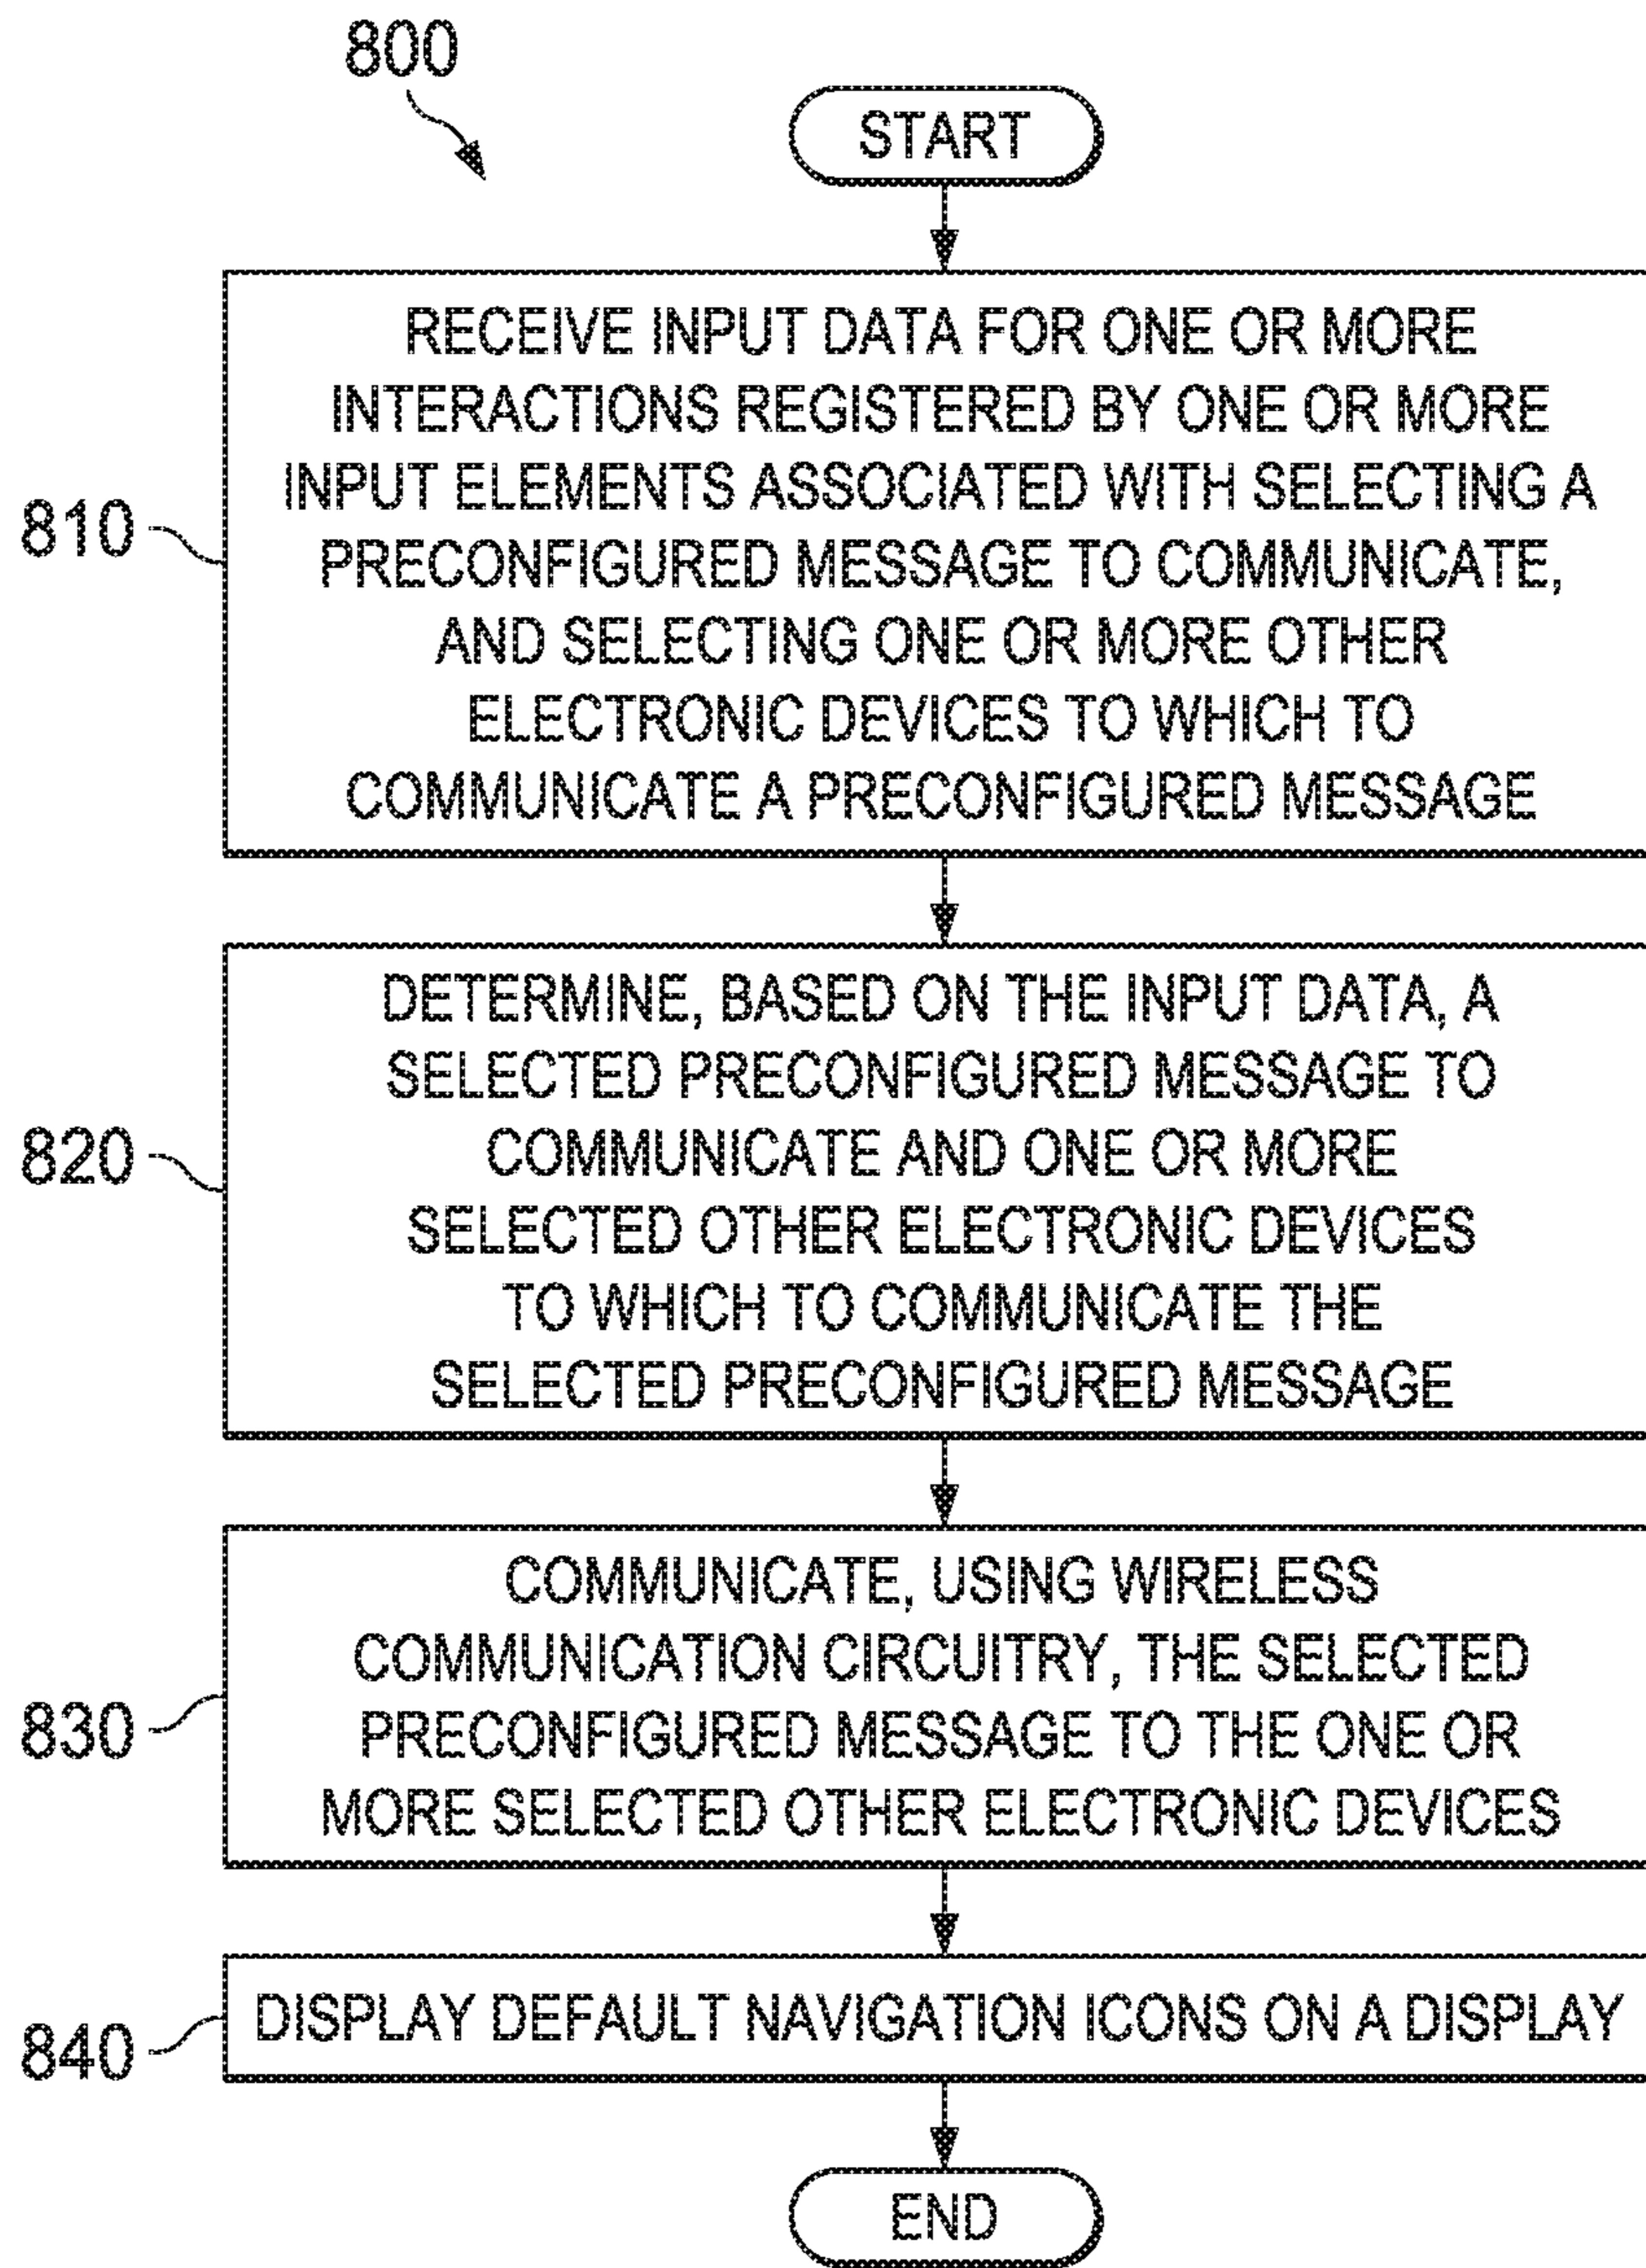 800
START
RECEIVE INPUT DATA FOR ONE OR MORE
INTERACTIONS REGISTERED BY ONE OR MORE
INPUT ELEMENTS ASSOCIATED WITH SELECTING A
810
PRECONFIGURED MESSAGE TO COMMUNICATE,
AND SELECTING ONE OR MORE OTHER
ELECTRONIC DEVICES TO WHICH TO
COMMUNICATE A PRECONFIGURED MESSAGE
DETERMINE, BASED ON THE INPUT DATA, A
SELECTED PRECONFIGURED MESSAGE TO
820
COMMUNICATE AND ONE OR MORE
SELECTED OTHER ELECTRONIC DEVICES
TO WHICH TO COMMUNICATE THE
SELECTED PRECONFIGURED MESSAGE
COMMUNICATE, USING WIRELESS
COMMUNICATION CIRCUITRY, THE SELECTED
830
PRECONFIGURED MESSAGE TO THE ONE OR
MORE SELECTED OTHER ELECTRONIC DEVICES
840
DISPLAY DEFAULT NAVIGATION ICONS ON A DISPLAY
END